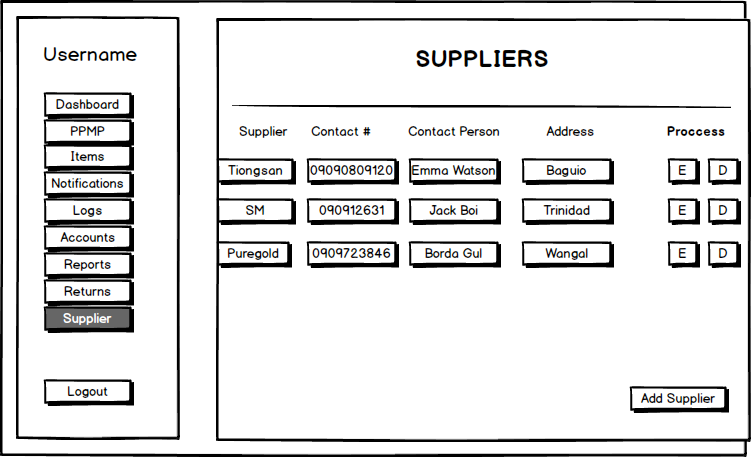 Username
Dashboard
PPMP
Items
Notifications
Logs
Accounts
Reports
Returns
Supplier
Logout
SUPPLIERS
Supplier Contact # Contact Person Address Proccess
Tiongsan 09090809120 Emma Watson Baguio E D
SM 090912631 Jack Boi Trinidad E D
Puregold 0909723846 Borda Gul Wangal E D
Add Supplier